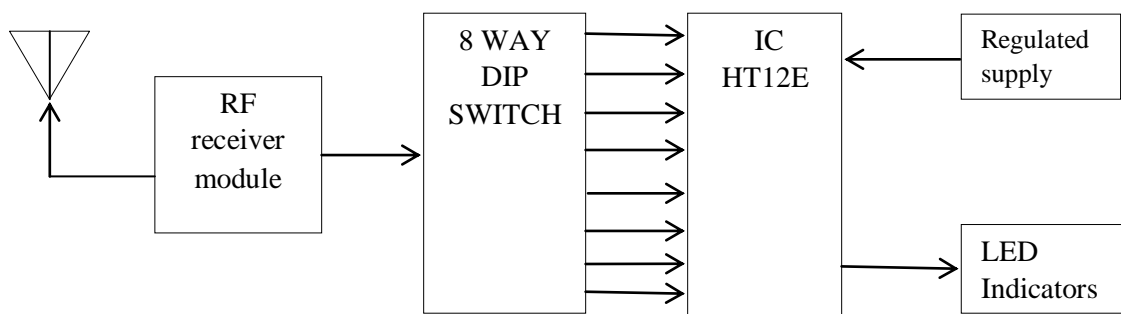 RF
receiver
module
8 WAY
DIP
SWITCH
IC
HT12E
Regulated
supply
LED
Indicators